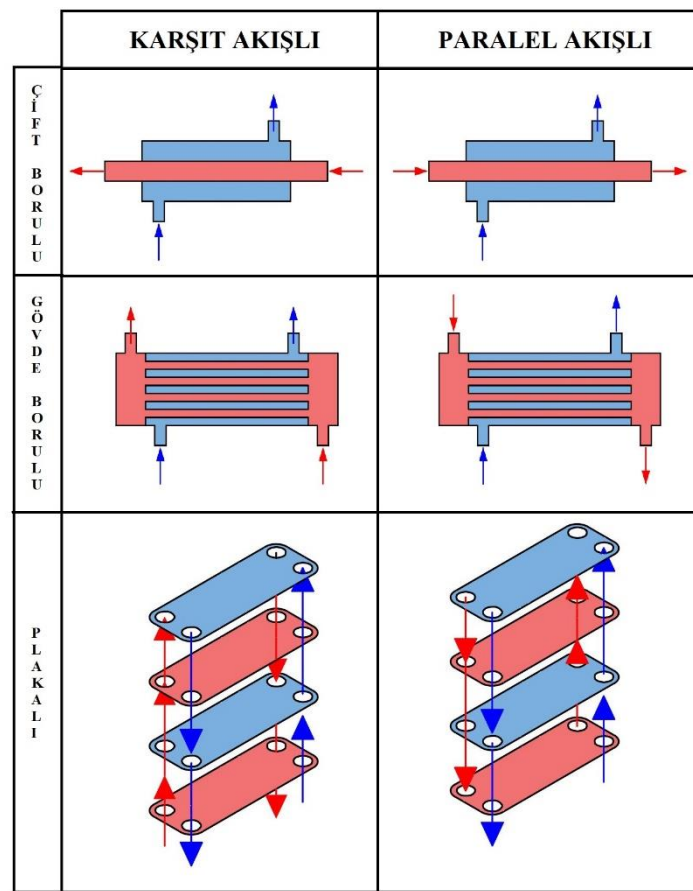 KARŞIT AKIŞLI
PARALEL AKIŞLI
ÇİFT BORULU
GÖVDE BORULU
PLAKALI